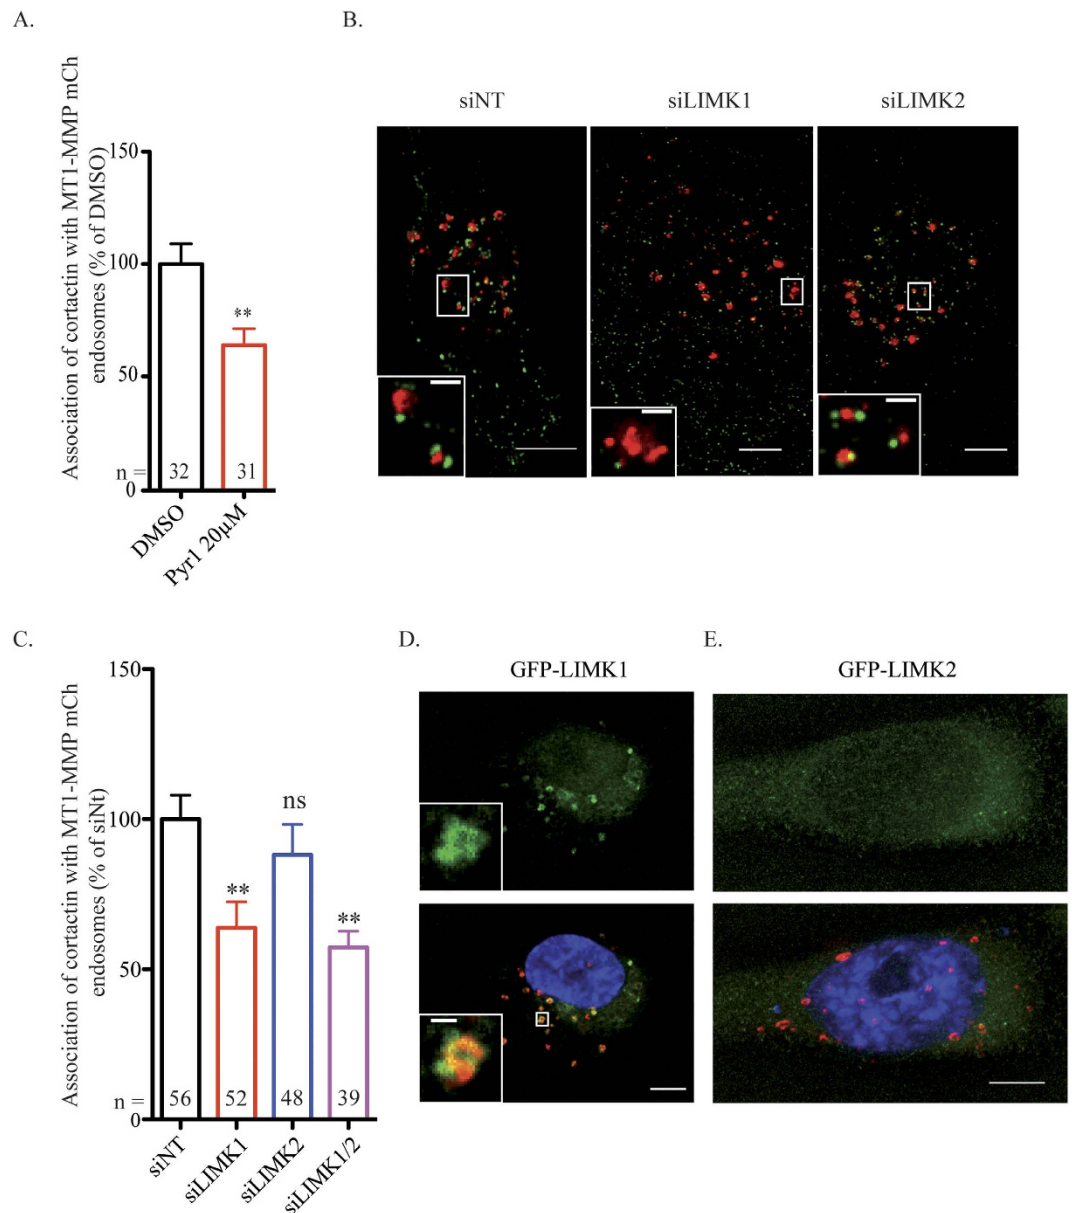 A.
Association of cortactin with MT1-MMP mCh
endosomes (% of DMSO)
150
100
50
0
n =
32
31
**
DMSO
Pyr1 20µM
B.
siNT
siLIMK1
siLIMK2
C.
Association of cortactin with MT1-MMP mCh
endosomes (% of siNt)
150
100
50
0
n =
56
52
48
39
**
ns
**
siNT
siLIMK1
siLIMK2
siLIMK1/2
D.
GFP-LIMK1
E.
GFP-LIMK2